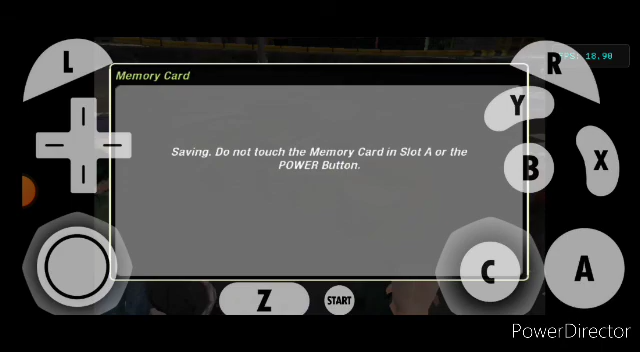 L
R
FPS: 18.90
Memory Card
Y
Saving. Do not touch the Memory Card in Slot A or the
POWER Button.
B
X
C
A
Z
START
PowerDirector